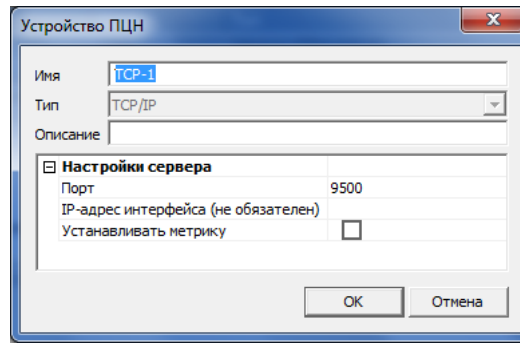 Устройство ПЦН
Имя TCP-1
Тип TCP/IP
Описание
Настройки сервера
Порт 9500
IP-адрес интерфейса (не обязателен)
Устанавливать метрику
ОК Отмена